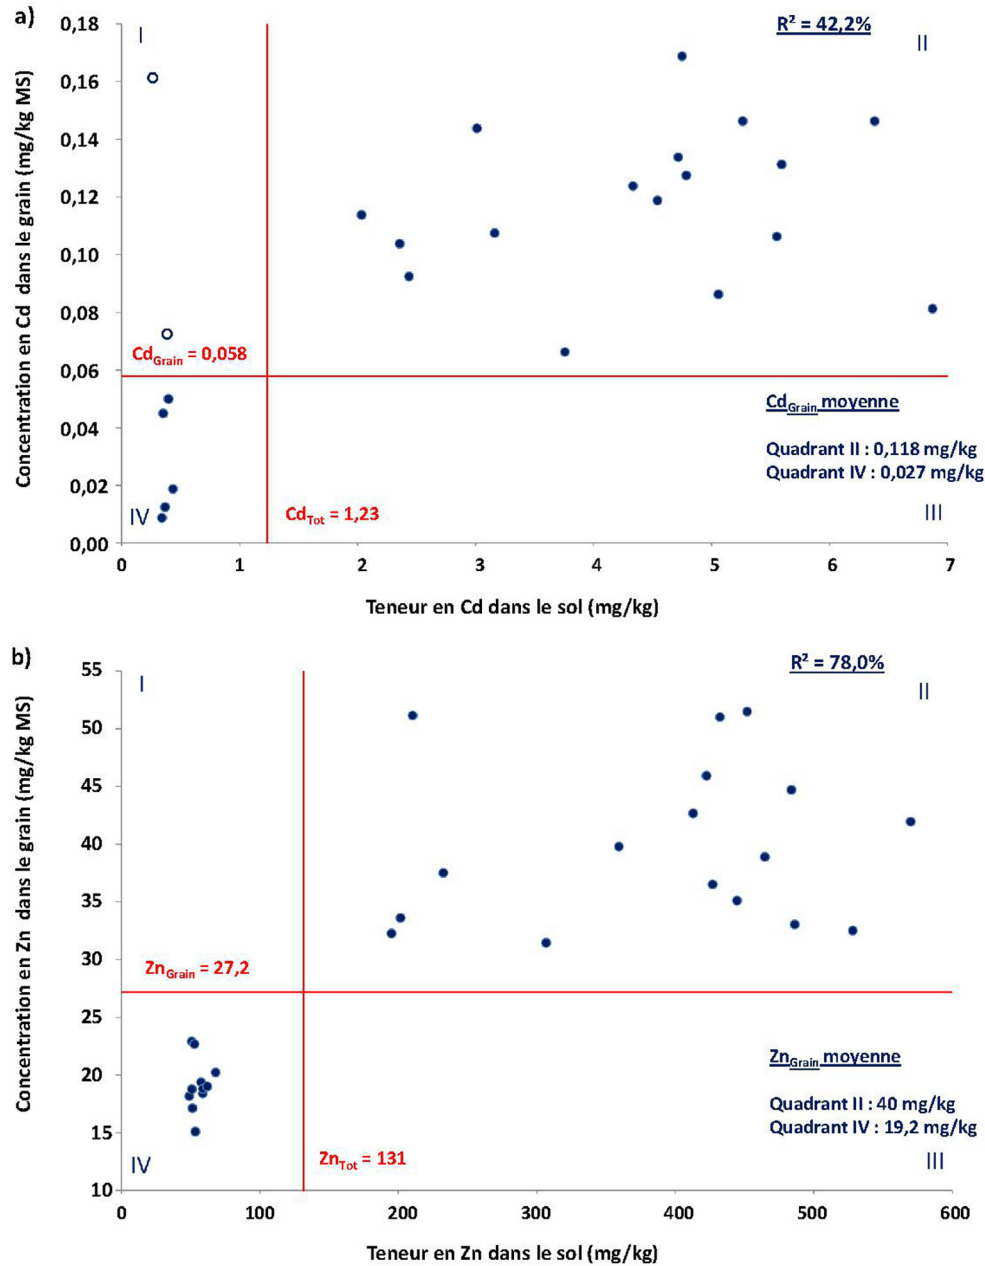 a)
0,18
I
R² = 42,2%
II
0,16
0,14
0,12
0,10
0,08
0,06
0,04
0,02
0,00
Concentration en Cd dans le grain (mg/kg MS)
CdGrain = 0,058
CdGrain moyenne
Quadrant II : 0,118 mg/kg
Quadrant IV : 0,027 mg/kg
IV
CdTot = 1,23
III
0 1 2 3 4 5 6 7
Teneur en Cd dans le sol (mg/kg)
b)
55
I
R² = 78,0%
II
50
45
40
35
30
25
20
15
10
Concentration en Zn dans le grain (mg/kg MS)
ZnGrain = 27,2
ZnGrain moyenne
Quadrant II : 40 mg/kg
Quadrant IV : 19,2 mg/kg
IV
ZnTot = 131
III
0 100 200 300 400 500 600
Teneur en Zn dans le sol (mg/kg)